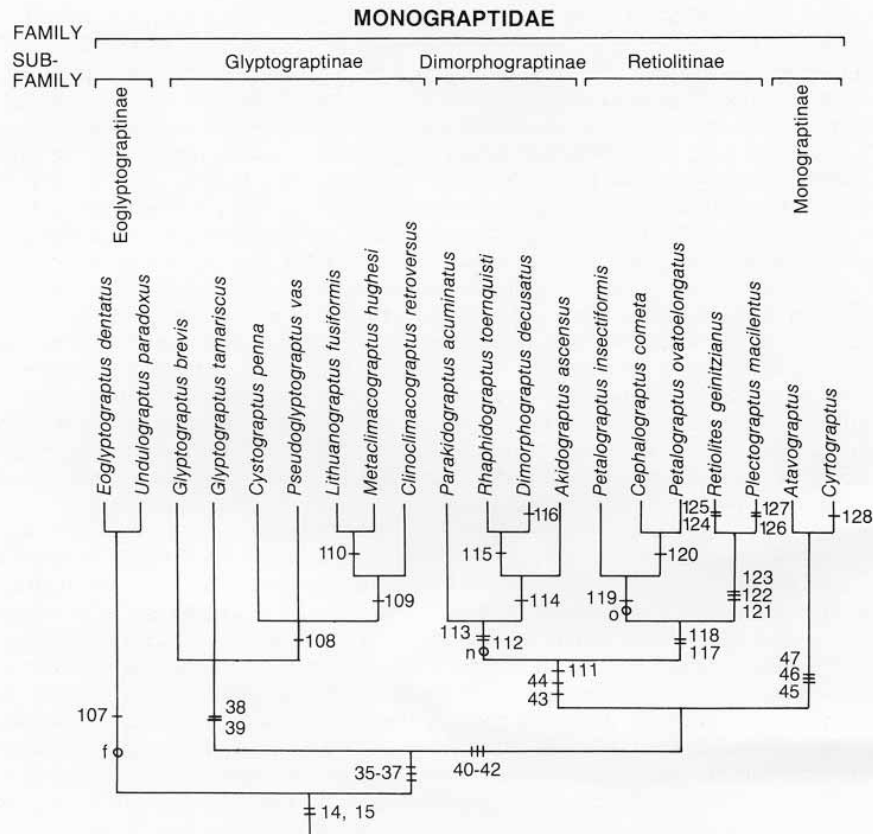 MONOGRAPTIDAE
FAMILY
SUB-
FAMILY
Glyptograptinae
Dimorphograptinae
Retiolitinae
Eoglyptograptinae
Monograptinae
Eoglyptograptus dentatus
Undulograptus paradoxus
Glyptograptus brevis
Glyptograptus tamariscus
Cystograptus penna
Pseudoglyptograptus vas
Lithuanograptus fusiformis
Metaclimacograptus hughesi
Clinoclimacograptus retroversus
Parakidograptus acuminatus
Rhaphidograptus toernquisti
Dimorphograptus decusatus
Akidograptus ascensus
Petalograptus insectiformis
Cephalograptus cometa
Petalograptus ovatoelongatus
Retiolites geinitzianus
Plectograptus macilentus
Atavograptus
Cyrtograptus
116
125
124
127
126
128
110
115
120
109
114
119
o
123
122
121
108
113
112
n
118
117
111
44
43
47
46
45
107
38
39
f
35-37
40-42
14, 15